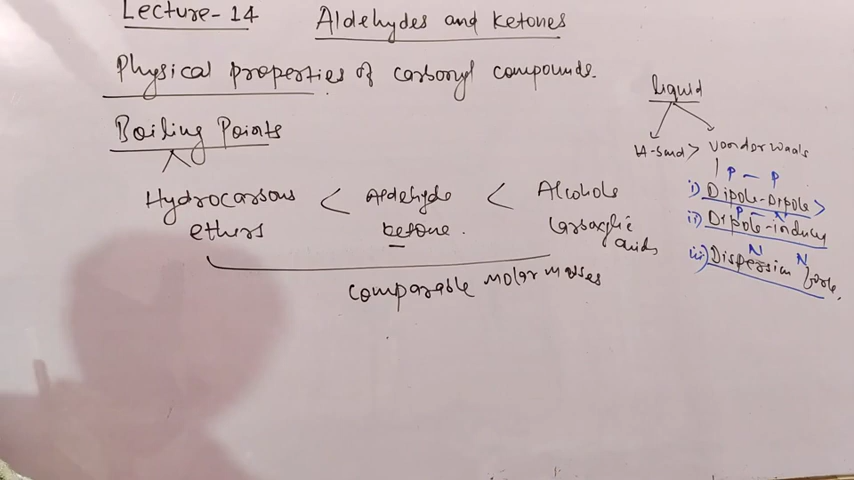 Lecture-14 Aldehydes and ketones
Physical properties of carbonyl compounds.
Boiling Points
Hydrocarbons < Aldehyde < Alcohols
ethers ketone. Carboxylic
acids
comparable molar masses
liquid
H-Bond > vander waals
P - P
i) Dipole-Dipole >
P - N
ii) Dipole-induced
N N
iii) Dispersion force.